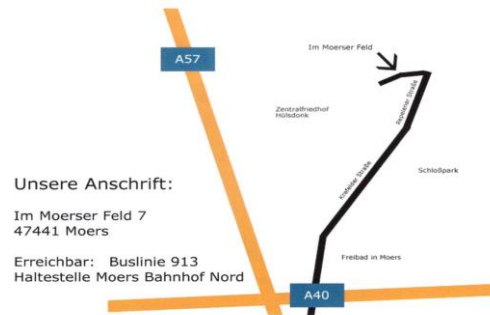 A57
Im Moerser Feld
Repelener Straße
Zentralfriedhof
Hülsdonk
Krefelder Straße
Schloßpark
Unsere Anschrift:
Im Moerser Feld 7
47441 Moers
Erreichbar: Buslinie 913
Haltestelle Moers Bahnhof Nord
Freibad in Moers
A40